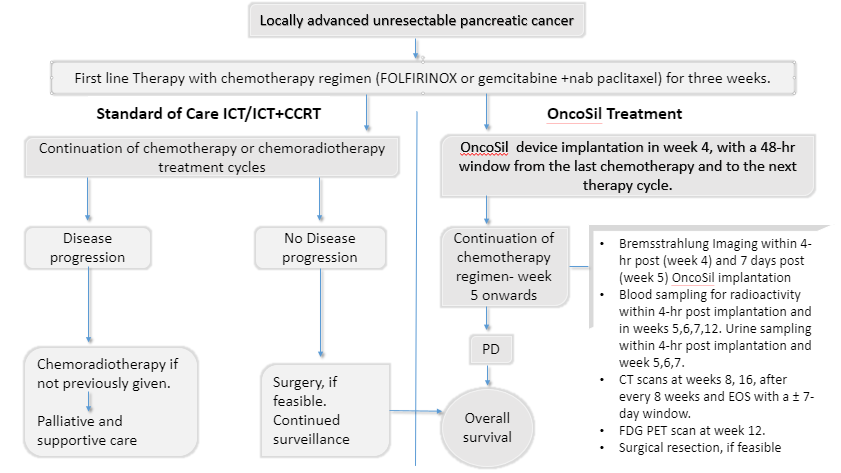 Locally advanced unresectable pancreatic cancer
First line Therapy with chemotherapy regimen (FOLFIRINOX or gemcitabine +nab paclitaxel) for three weeks.
Standard of Care ICT/ICT+CCRT
Continuation of chemotherapy or chemoradiotherapy
treatment cycles
Disease
progression
No Disease
progression
Chemoradiotherapy if
not previously given.
Palliative and
supportive care
Surgery, if
feasible.
Continued
surveillance
OncoSil Treatment
OncoSil device implantation in week 4, with a 48-hr
window from the last chemotherapy and to the next
therapy cycle.
Continuation of
chemotherapy
regimen- week
5 onwards
PD
Overall
survival
• Bremsstrahlung Imaging within 4-
hr post (week 4) and 7 days post
(week 5) OncoSil implantation
• Blood sampling for radioactivity
within 4-hr post implantation and
in weeks 5,6,7,12. Urine sampling
within 4-hr post implantation and
week 5,6,7.
• CT scans at weeks 8, 16, after
every 8 weeks and EOS with a ± 7-
day window.
• FDG PET scan at week 12.
• Surgical resection, if feasible